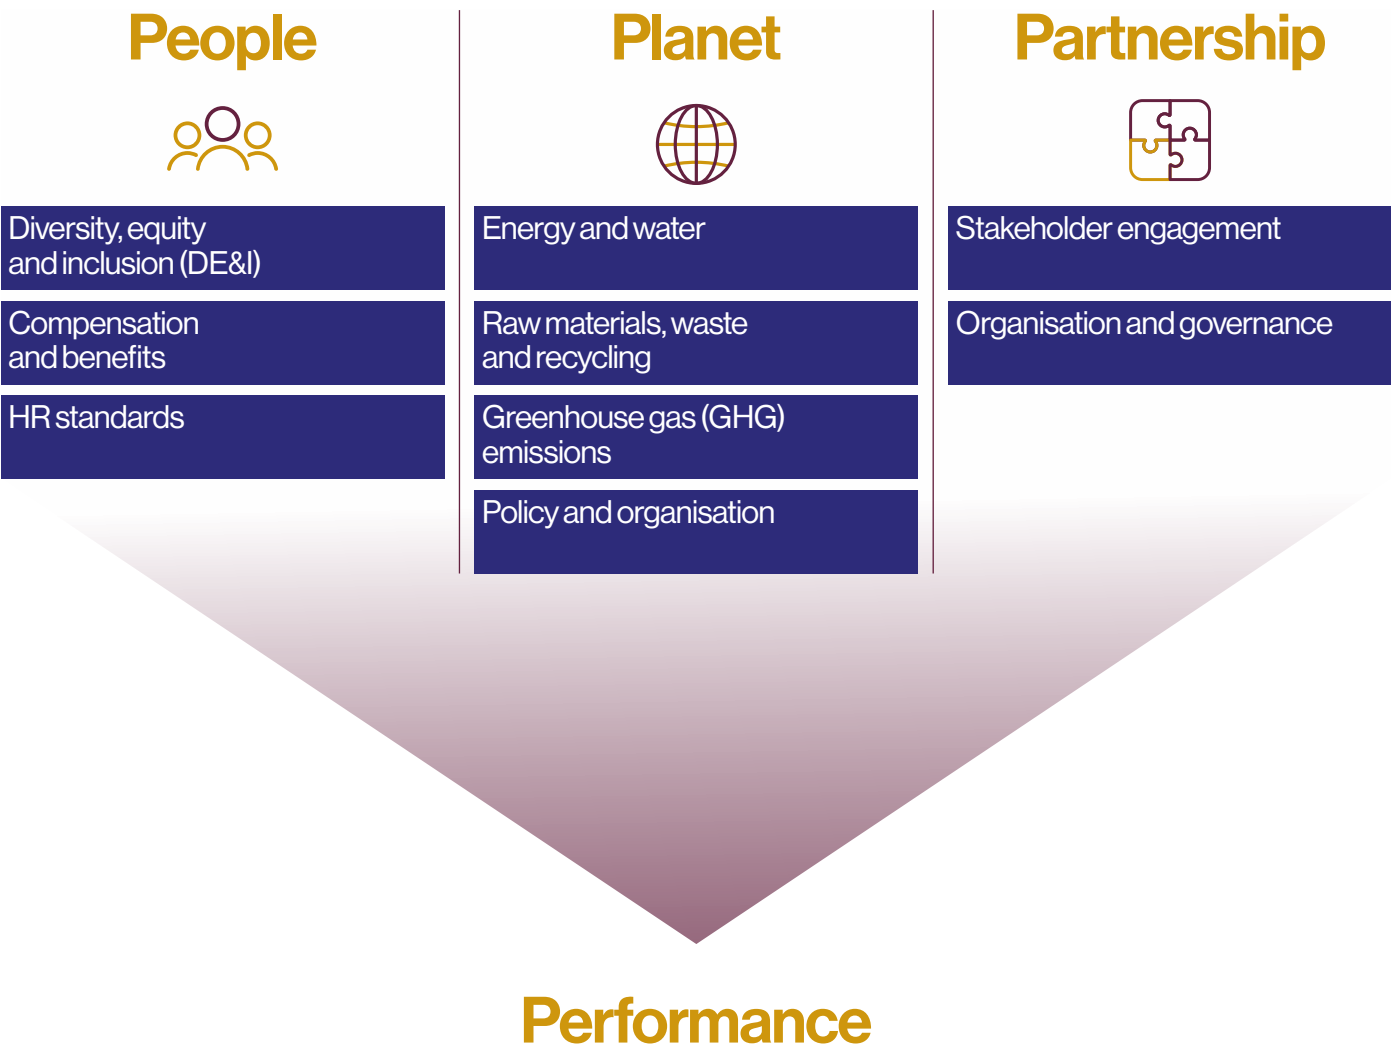 People
Diversity, equity
and inclusion (DE&I)
Compensation
and benefits
HR standards
Planet
Energy and water
Raw materials, waste
and recycling
Greenhouse gas (GHG)
emissions
Policy and organisation
Partnership
Stakeholder engagement
Organisation and governance
Performance